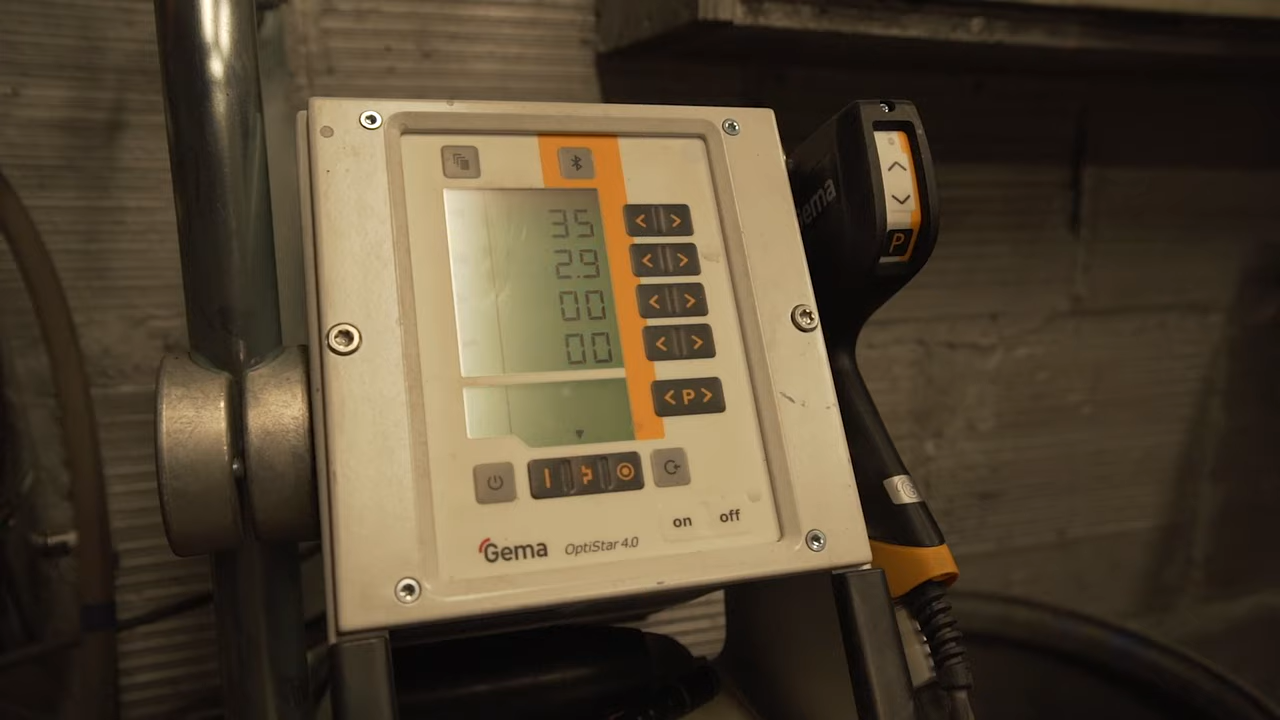 35
2.9
00
00
< >
< >
< >
< >
< P >
on off
Gema OptiStar 4.0
Gema
P